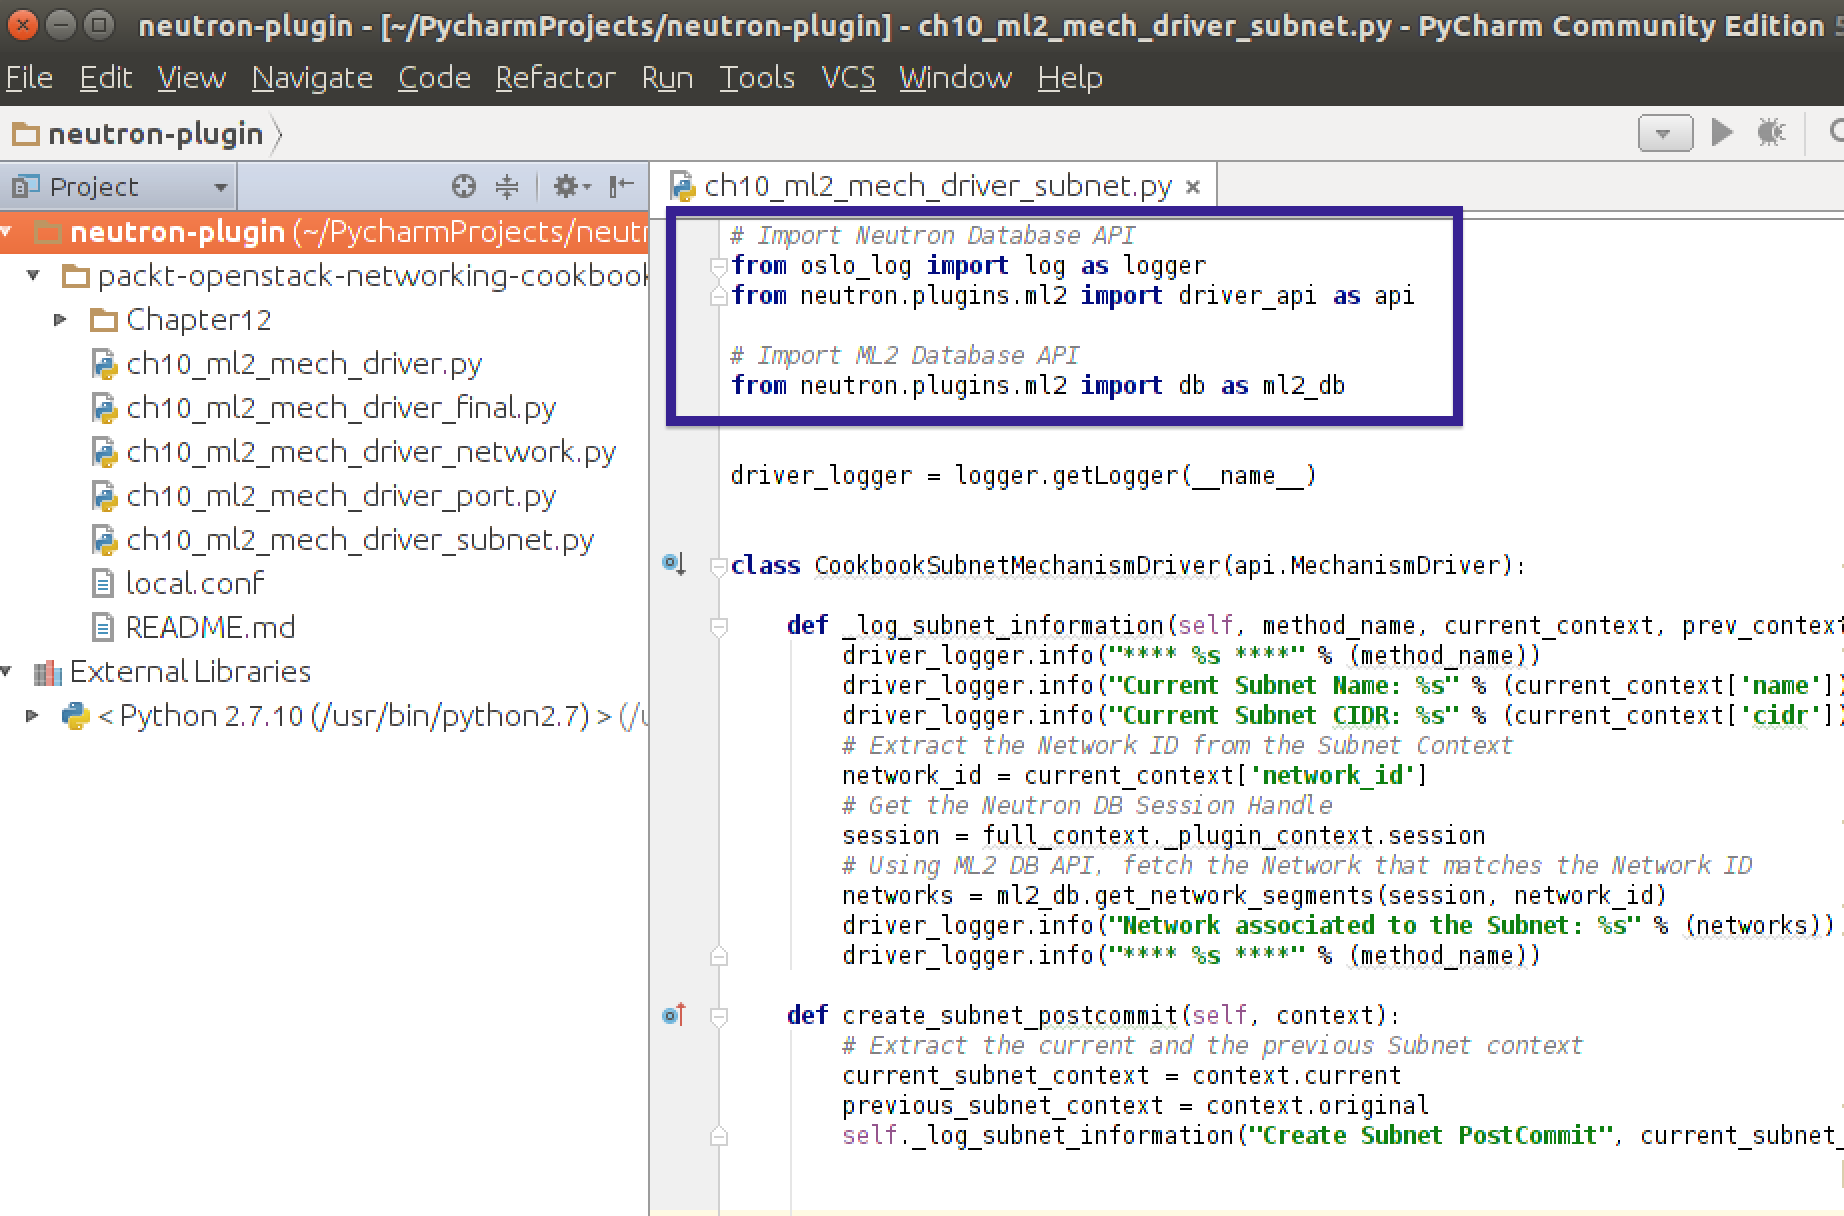 neutron-plugin - [~/PycharmProjects/neutron-plugin] - ch10_ml2_mech_driver_subnet.py - PyCharm Community Edition
File Edit View Navigate Code Refactor Run Tools VCS Window Help
neutron-plugin
Project
ch10_ml2_mech_driver_subnet.py
neutron-plugin (~/PycharmProjects/neutr
packt-openstack-networking-cookbook
Chapter12
ch10_ml2_mech_driver.py
ch10_ml2_mech_driver_final.py
ch10_ml2_mech_driver_network.py
ch10_ml2_mech_driver_port.py
ch10_ml2_mech_driver_subnet.py
local.conf
README.md
External Libraries
< Python 2.7.10 (/usr/bin/python2.7) > (/u
# Import Neutron Database API
from oslo_log import log as logger
from neutron.plugins.ml2 import driver_api as api
# Import ML2 Database API
from neutron.plugins.ml2 import db as ml2_db
driver_logger = logger.getLogger(__name__)
class CookbookSubnetMechanismDriver(api.MechanismDriver):
def _log_subnet_information(self, method_name, current_context, prev_context
driver_logger.info("**** %s ****" % (method_name))
driver_logger.info("Current Subnet Name: %s" % (current_context['name'])
driver_logger.info("Current Subnet CIDR: %s" % (current_context['cidr'])
# Extract the Network ID from the Subnet Context
network_id = current_context['network_id']
# Get the Neutron DB Session Handle
session = full_context._plugin_context.session
# Using ML2 DB API, fetch the Network that matches the Network ID
networks = ml2_db.get_network_segments(session, network_id)
driver_logger.info("Network associated to the Subnet: %s" % (networks))
driver_logger.info("**** %s ****" % (method_name))
def create_subnet_postcommit(self, context):
# Extract the current and the previous Subnet context
current_subnet_context = context.current
previous_subnet_context = context.original
self._log_subnet_information("Create Subnet PostCommit", current_subnet_